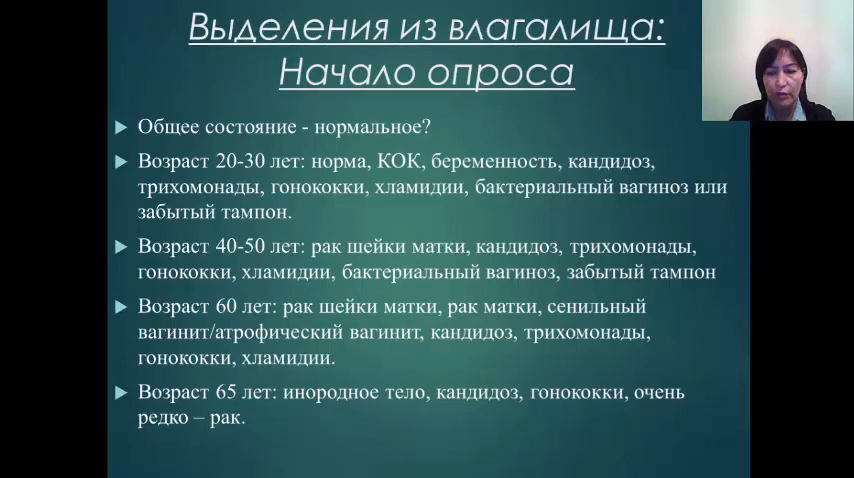 Выделения из влагалища:
Начало опроса
Общее состояние - нормальное?
Возраст 20-30 лет: норма, КОК, беременность, кандидоз,
трихомонады, гонококки, хламидии, бактериальный вагиноз или
забытый тампон.
Возраст 40-50 лет: рак шейки матки, кандидоз, трихомонады,
гонококки, хламидии, бактериальный вагиноз, забытый тампон
Возраст 60 лет: рак шейки матки, рак матки, сенильный
вагинит/атрофический вагинит, кандидоз, трихомонады,
гонококки, хламидии.
Возраст 65 лет: инородное тело, кандидоз, гонококки, очень
редко – рак.